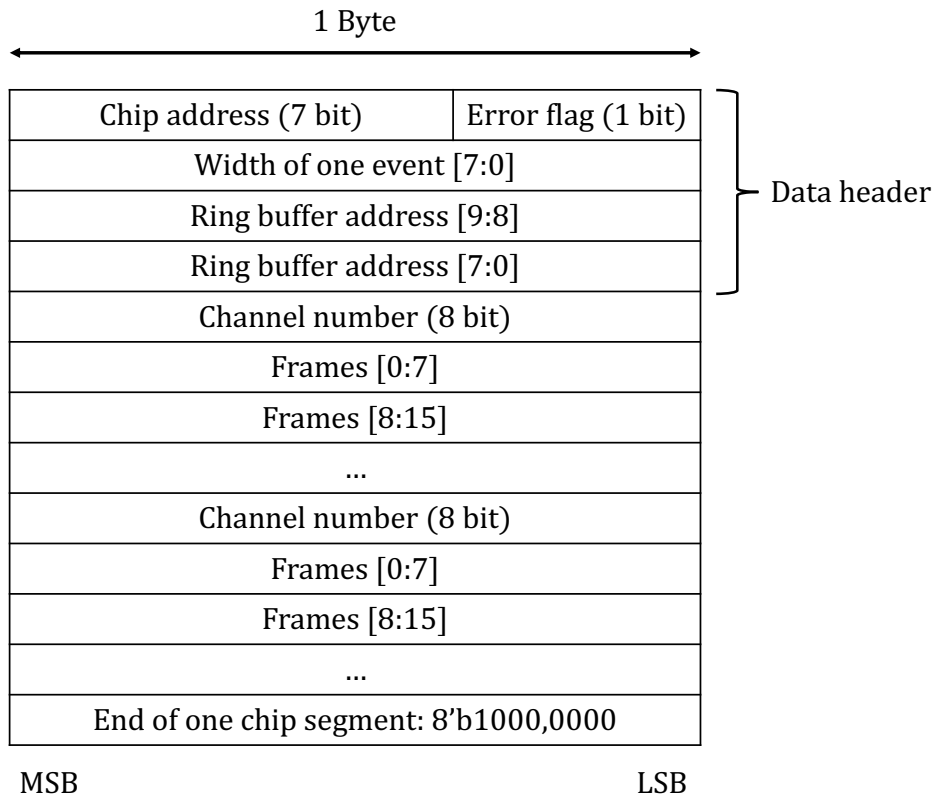 1 Byte
Chip address (7 bit) Error flag (1 bit)
Width of one event [7:0]
Ring buffer address [9:8]
Data header
Ring buffer address [7:0]
Channel number (8 bit)
Frames [0:7]
Frames [8:15]
...
Channel number (8 bit)
Frames [0:7]
Frames [8:15]
...
End of one chip segment: 8’b1000,0000
MSB LSB